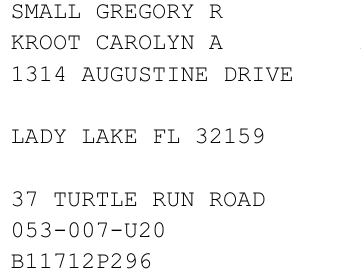 SMALL GREGORY R
KROOT CAROLYN A
1314 AUGUSTINE DRIVE
LADY LAKE FL 32159
37 TURTLE RUN ROAD
053-007-U20
B11712P296